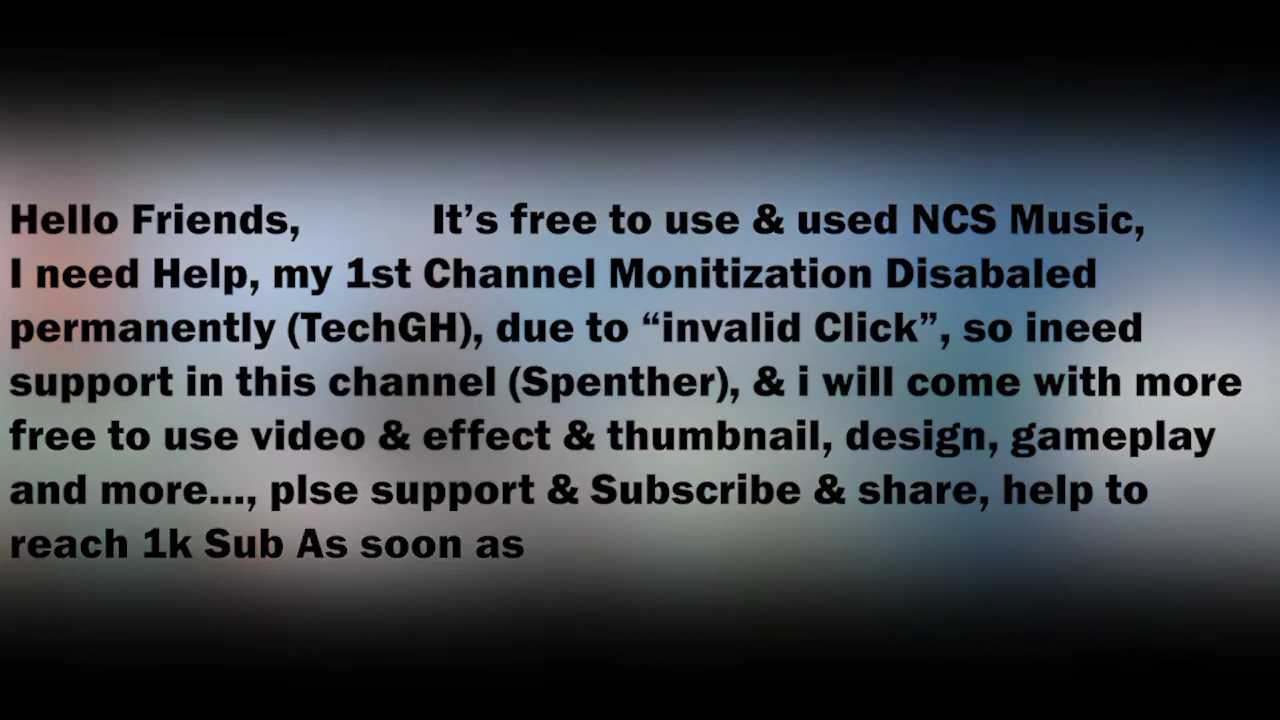 Hello Friends, It’s free to use & used NCS Music,
I need Help, my 1st Channel Monitization Disabaled
permanently (TechGH), due to “invalid Click”, so ineed
support in this channel (Spenther), & i will come with more
free to use video & effect & thumbnail, design, gameplay
and more..., plse support & Subscribe & share, help to
reach 1k Sub As soon as